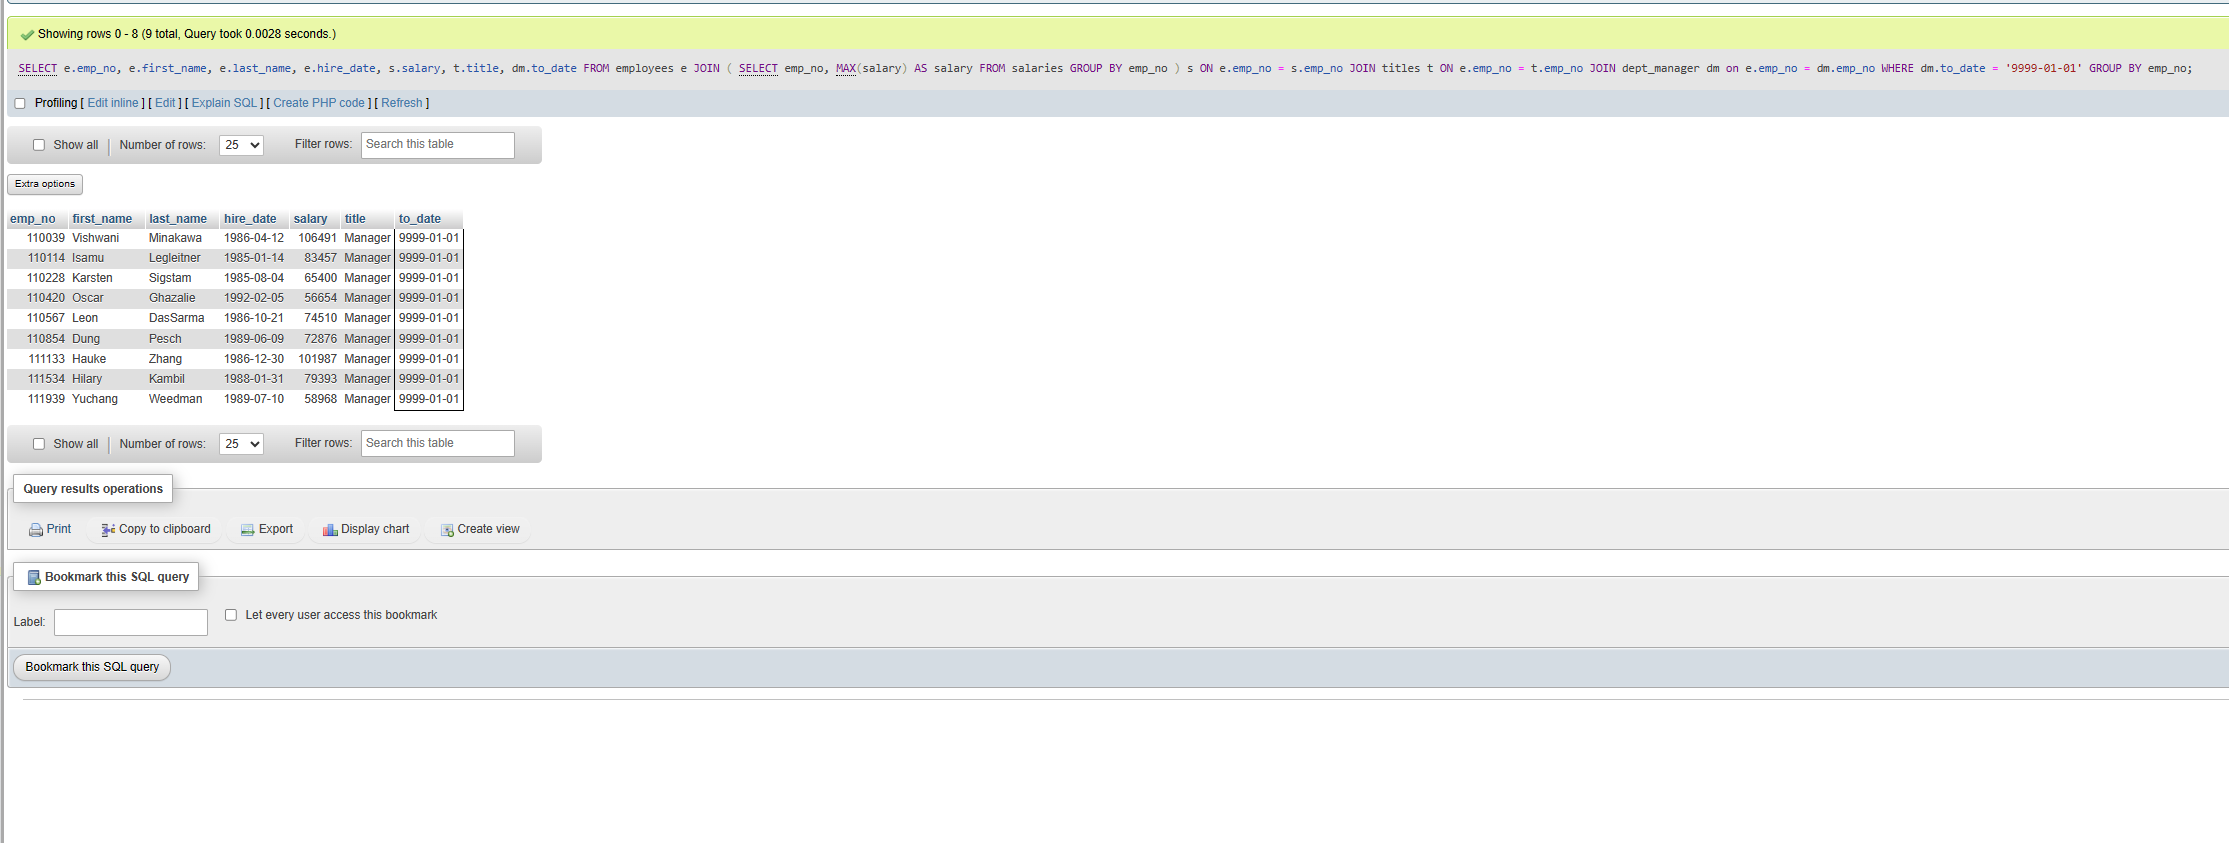 Showing rows 0 - 8 (9 total, Query took 0.0028 seconds.)
SELECT e.emp_no, e.first_name, e.last_name, e.hire_date, s.salary, t.title, dm.to_date FROM employees e JOIN ( SELECT emp_no, MAX(salary) AS salary FROM salaries GROUP BY emp_no ) s ON e.emp_no = s.emp_no JOIN titles t ON e.emp_no = t.emp_no JOIN dept_manager dm on e.emp_no = dm.emp_no WHERE dm.to_date = '9999-01-01' GROUP BY emp_no;
Profiling [ Edit inline ] [ Edit ] [ Explain SQL ] [ Create PHP code ] [ Refresh ]
Show all Number of rows: 25 Filter rows: Search this table
Extra options
emp_no first_name last_name hire_date salary title to_date
110039 Vishwani Minakawa 1986-04-12 106491 Manager 9999-01-01
110114 Isamu Legleitner 1985-01-14 83457 Manager 9999-01-01
110228 Karsten Sigstam 1985-08-04 65400 Manager 9999-01-01
110420 Oscar Ghazalie 1992-02-05 56654 Manager 9999-01-01
110567 Leon DasSarma 1986-10-21 74510 Manager 9999-01-01
110854 Dung Pesch 1989-06-09 72876 Manager 9999-01-01
111133 Hauke Zhang 1986-12-30 101987 Manager 9999-01-01
111534 Hilary Kambil 1988-01-31 79393 Manager 9999-01-01
111939 Yuchang Weedman 1989-07-10 58968 Manager 9999-01-01
Show all Number of rows: 25 Filter rows: Search this table
Query results operations
Print Copy to clipboard Export Display chart Create view
Bookmark this SQL query
Label: Let every user access this bookmark
Bookmark this SQL query